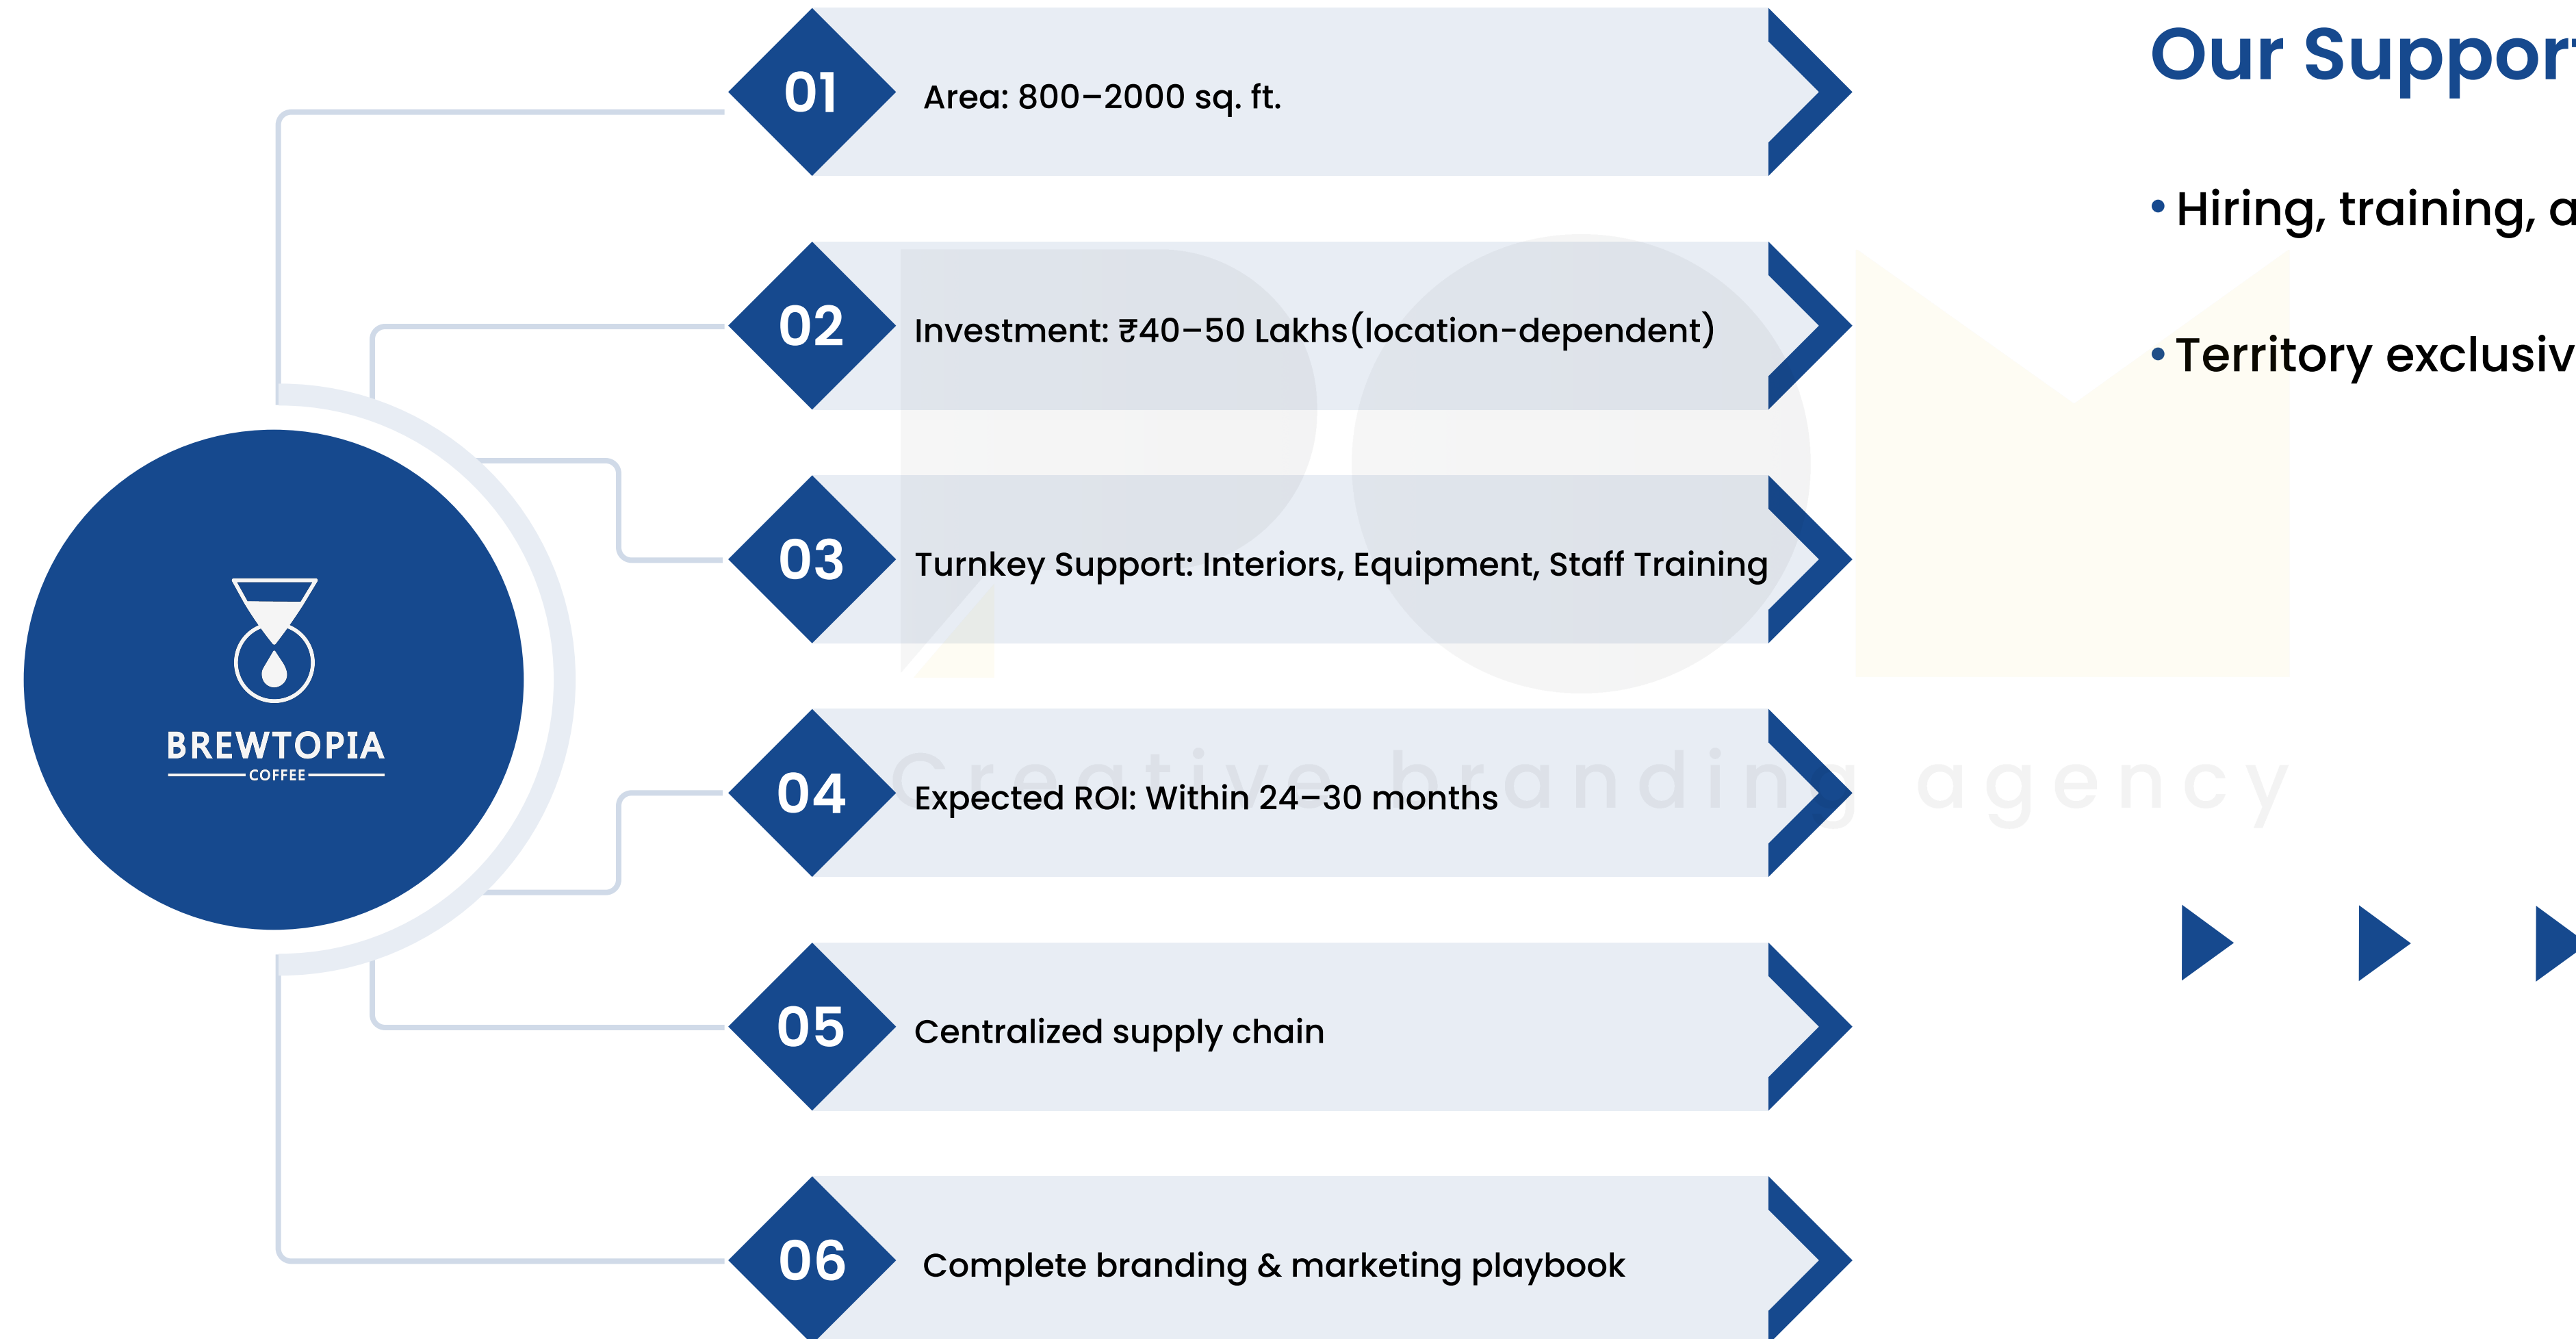 01
Area: 800–2000 sq. ft.
02
Investment: ₹40–50 Lakhs(location-dependent)
03
Turnkey Support: Interiors, Equipment, Staff Training
04
Expected ROI: Within 24–30 months
05
Centralized supply chain
06
Complete branding & marketing playbook
BREWTOPIA
COFFEE
Creative branding agency
Our Support
• Hiring, training,
• Territory